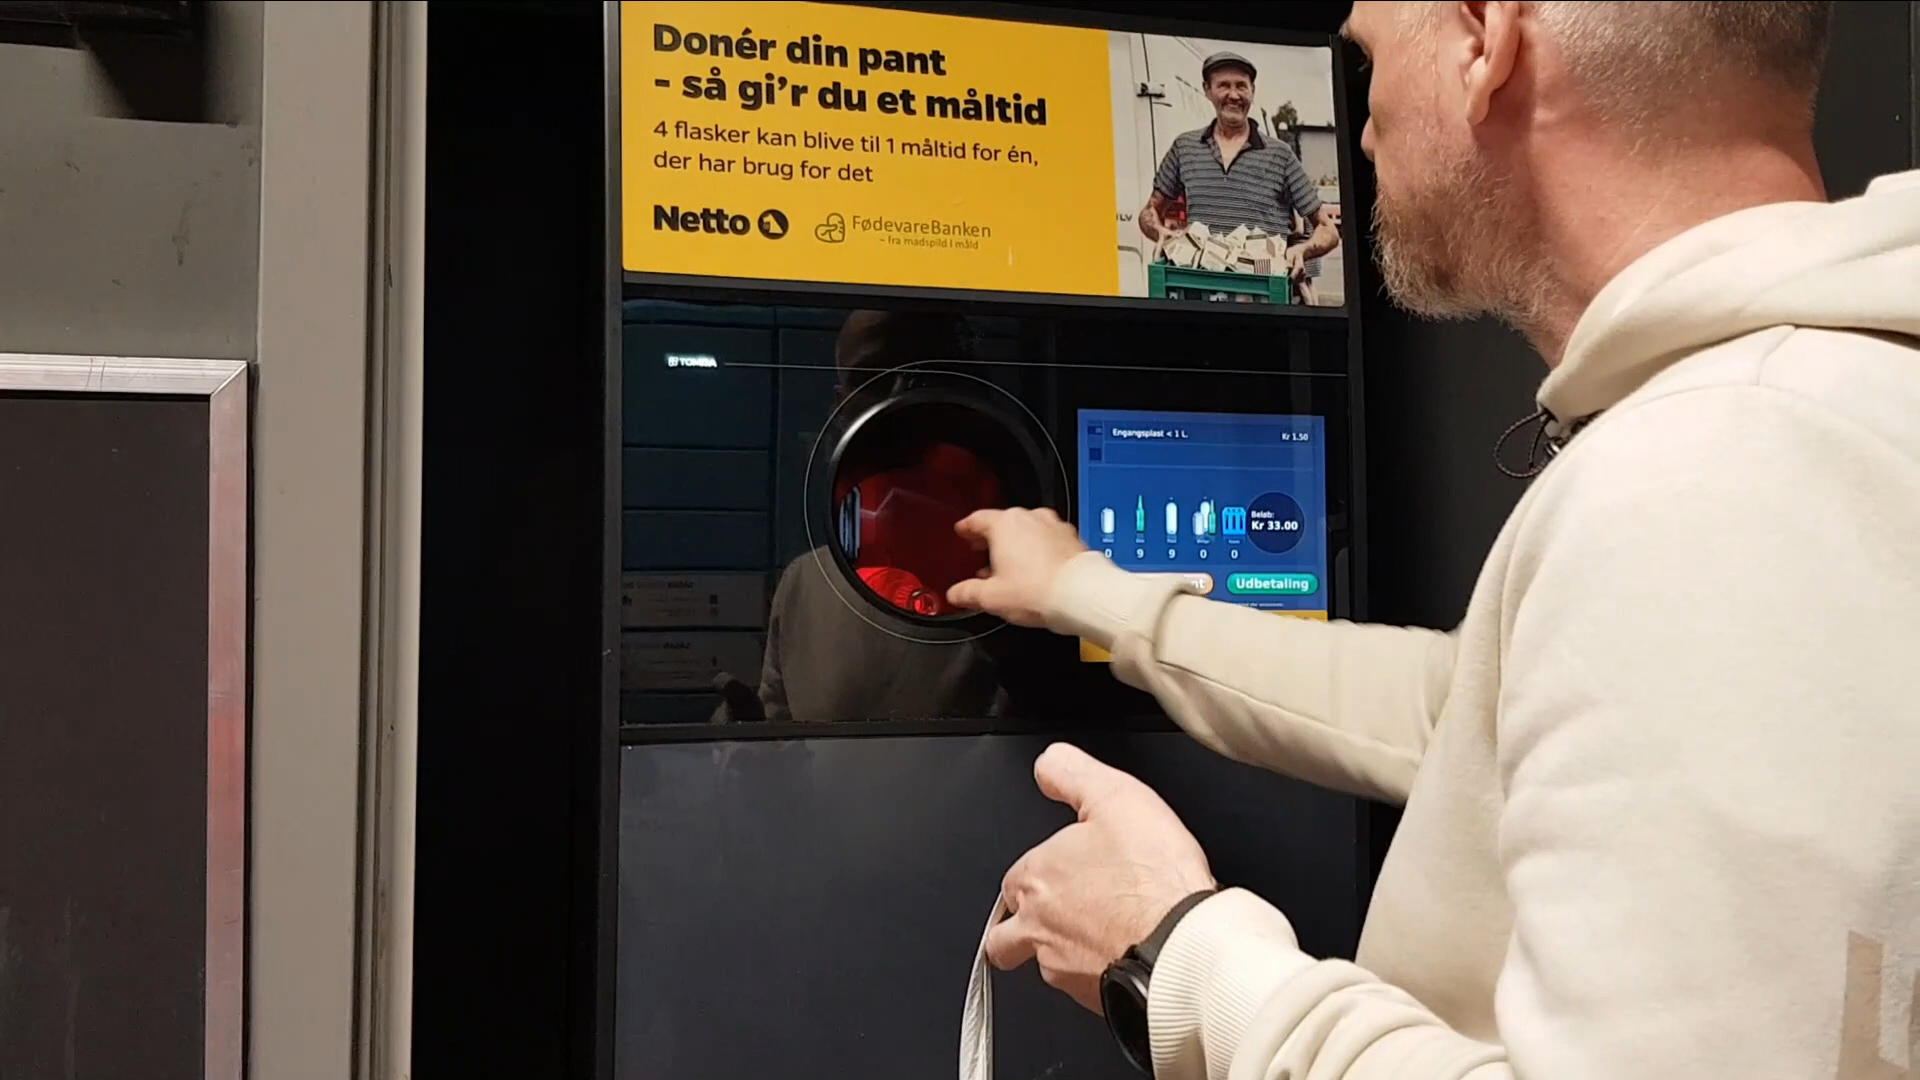 Donér din pant
- så gi'r du et måltid
4 flasker kan blive til 1 måltid for én,
der har brug for det
Netto
FødevareBanken
- fra madspild til måltid
TOMRA
Engangsplast < 1 L. Kr 1.50
Beløb:
Kr 33.00
0 9 9 0 0
Udbetaling